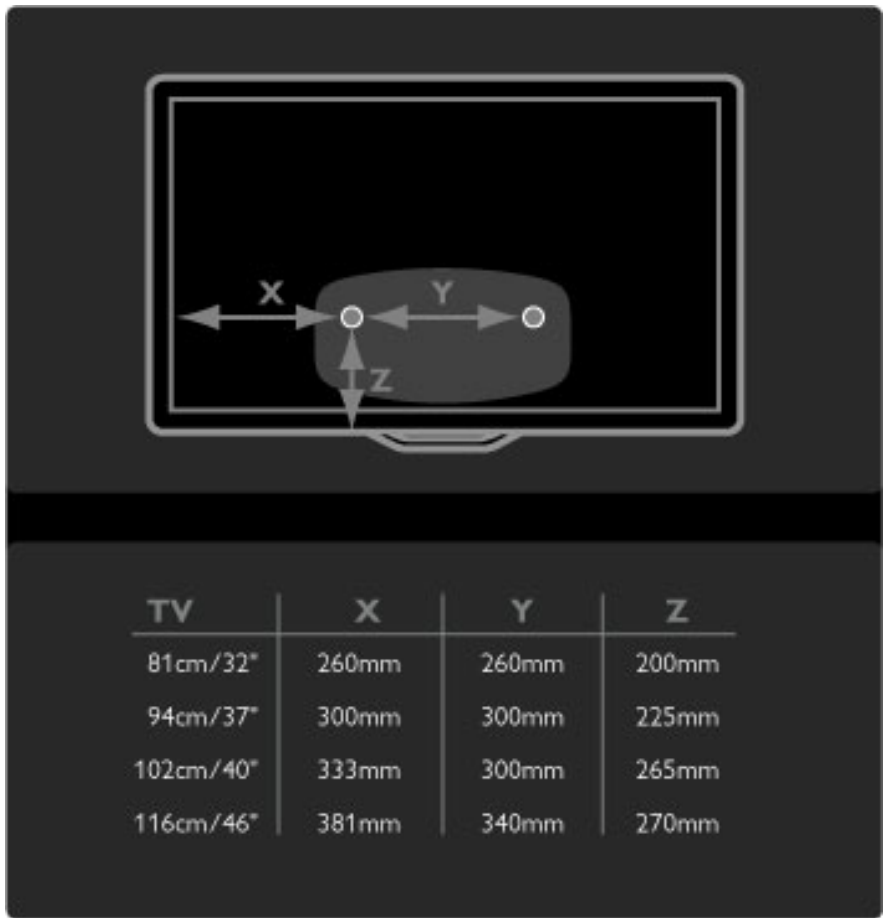 X Y
Z
TV X Y Z
81cm/32" 260mm 260mm 200mm
94cm/37" 300mm 300mm 225mm
102cm/40" 333mm 300mm 265mm
116cm/46" 381mm 340mm 270mm